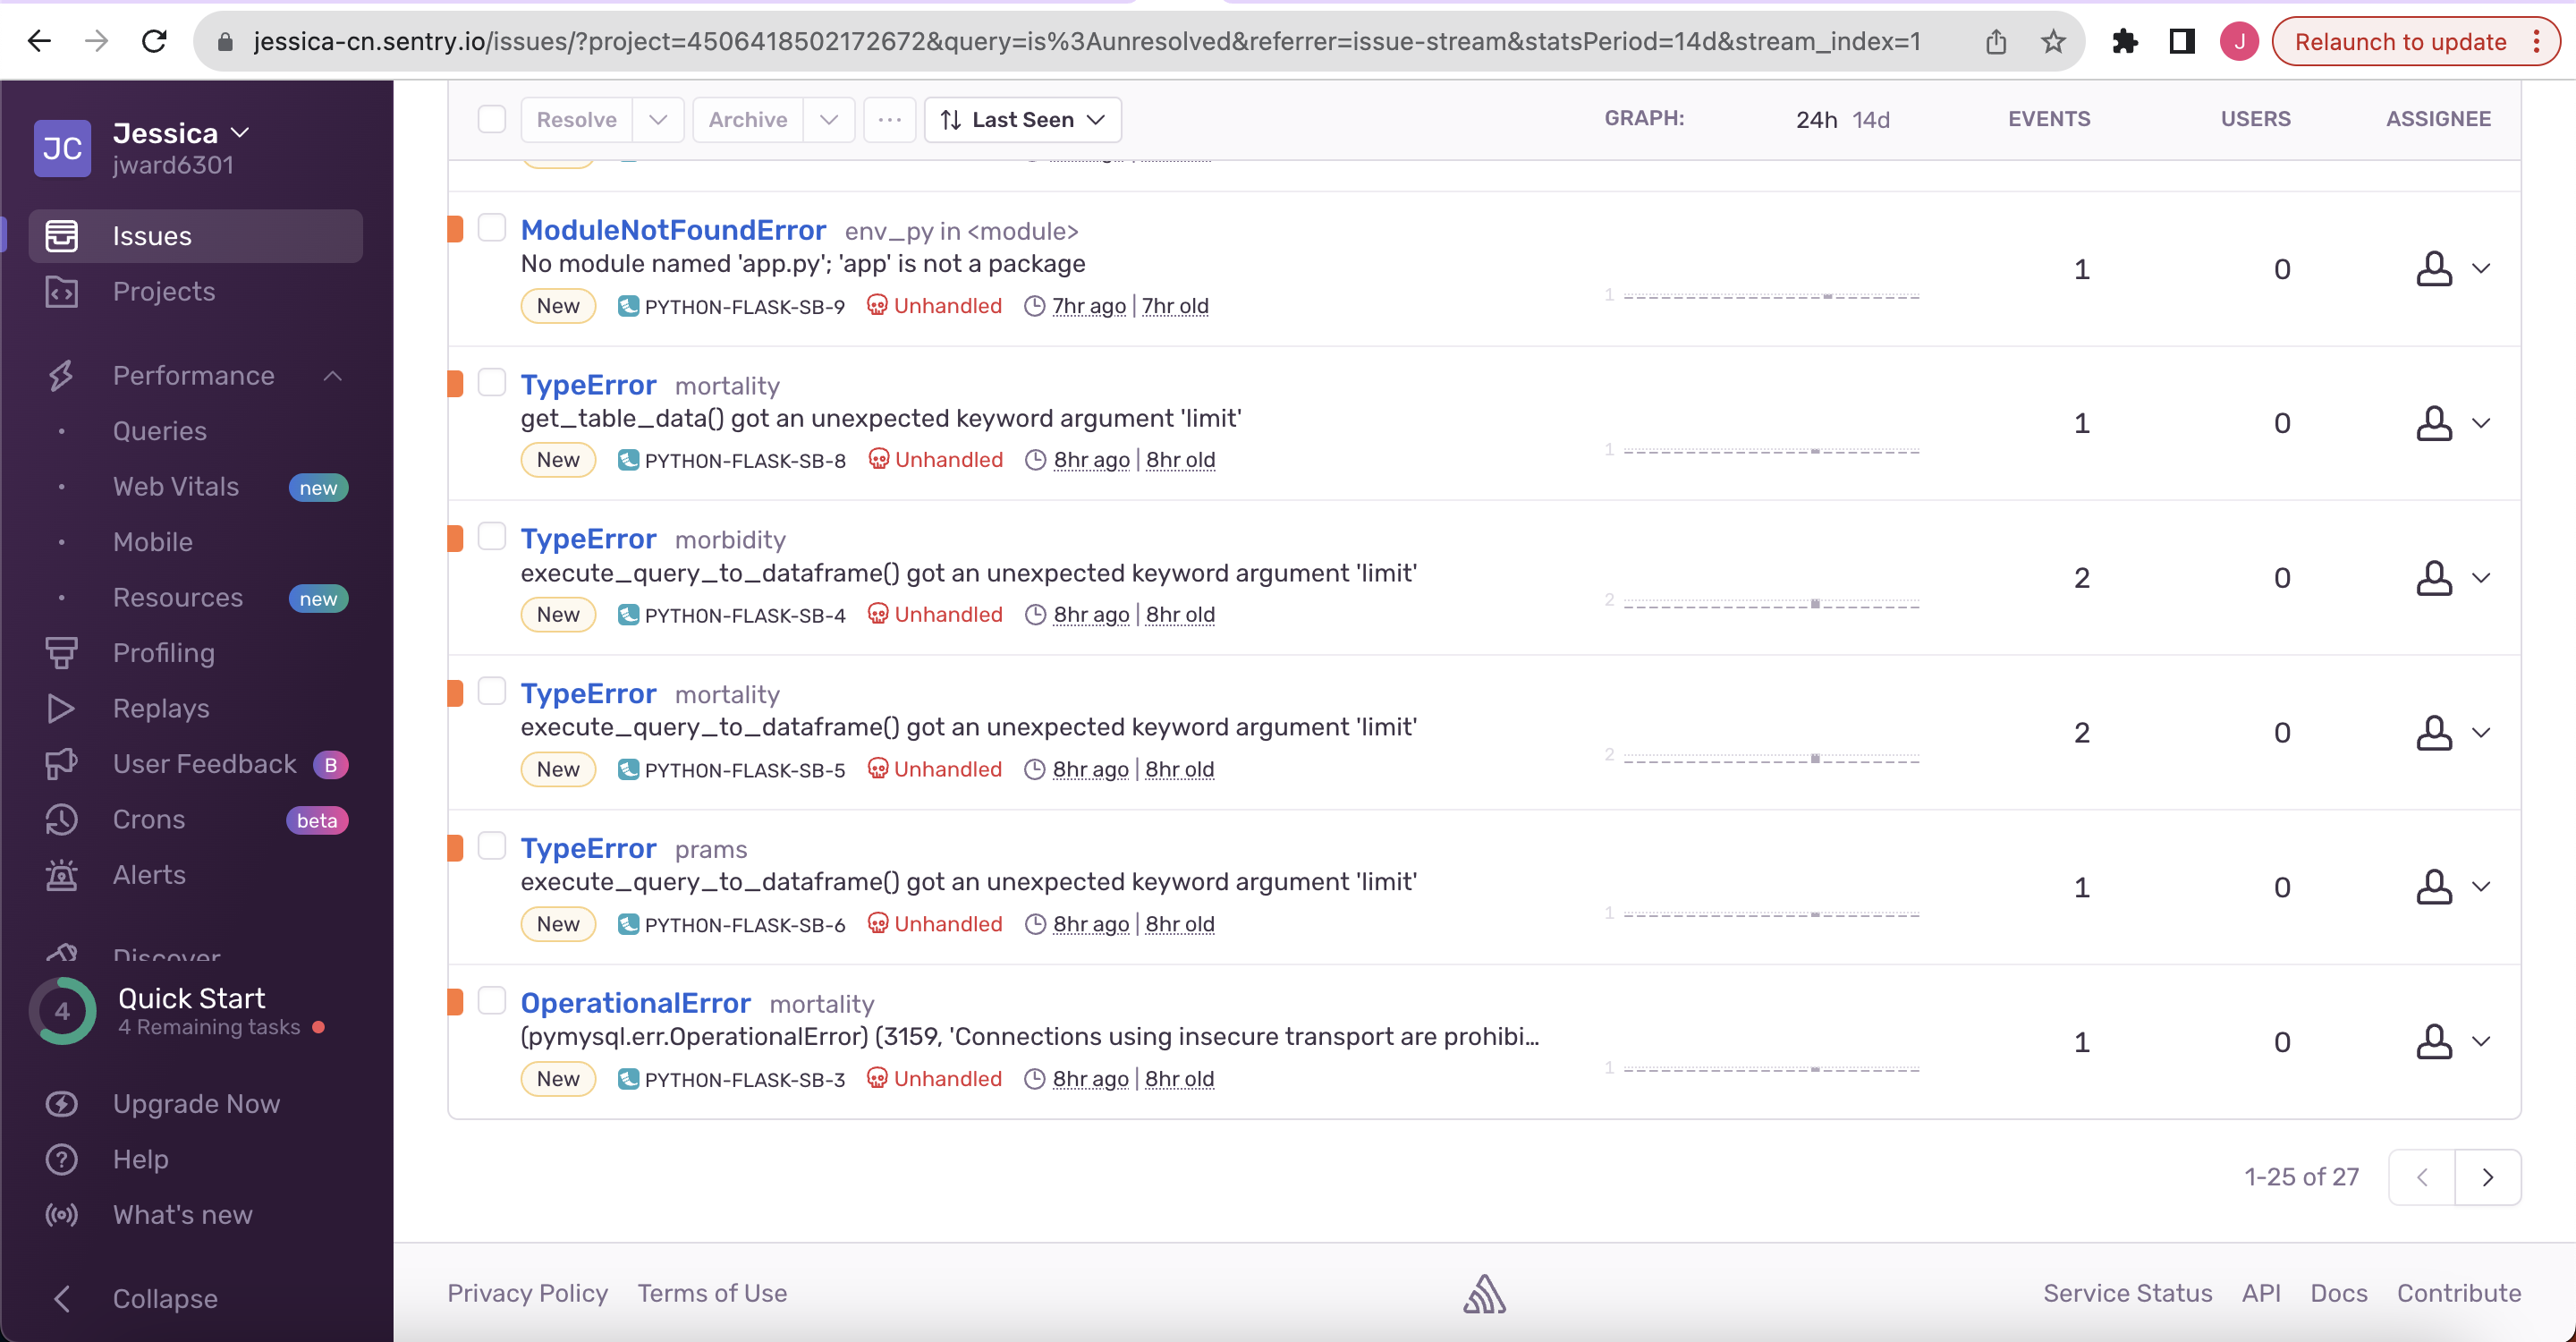 jessica-cn.sentry.io/issues/?project=4506418502172672&query=is%3Aunresolved&referrer=issue-stream&statsPeriod=14d&stream_index=1
J
Relaunch to update
JC
Jessica
jward6301
Issues
Projects
Performance
Queries
Web Vitals new
Mobile
Resources new
Profiling
Replays
User Feedback B
Crons beta
Alerts
Discover
4
Quick Start
4 Remaining tasks
Upgrade Now
Help
What's new
Collapse
Resolve Archive Last Seen GRAPH: 24h 14d EVENTS USERS ASSIGNEE
ModuleNotFoundError env_py in <module>
No module named 'app.py'; 'app' is not a package
New PYTHON-FLASK-SB-9 Unhandled 7hr ago | 7hr old
1 1 0
TypeError mortality
get_table_data() got an unexpected keyword argument 'limit'
New PYTHON-FLASK-SB-8 Unhandled 8hr ago | 8hr old
1 1 0
TypeError morbidity
execute_query_to_dataframe() got an unexpected keyword argument 'limit'
New PYTHON-FLASK-SB-4 Unhandled 8hr ago | 8hr old
2 2 0
TypeError mortality
execute_query_to_dataframe() got an unexpected keyword argument 'limit'
New PYTHON-FLASK-SB-5 Unhandled 8hr ago | 8hr old
2 2 0
TypeError prams
execute_query_to_dataframe() got an unexpected keyword argument 'limit'
New PYTHON-FLASK-SB-6 Unhandled 8hr ago | 8hr old
1 1 0
OperationalError mortality
(pymysql.err.OperationalError) (3159, 'Connections using insecure transport are prohibi...
New PYTHON-FLASK-SB-3 Unhandled 8hr ago | 8hr old
1 1 0
1-25 of 27
Privacy Policy Terms of Use Service Status API Docs Contribute